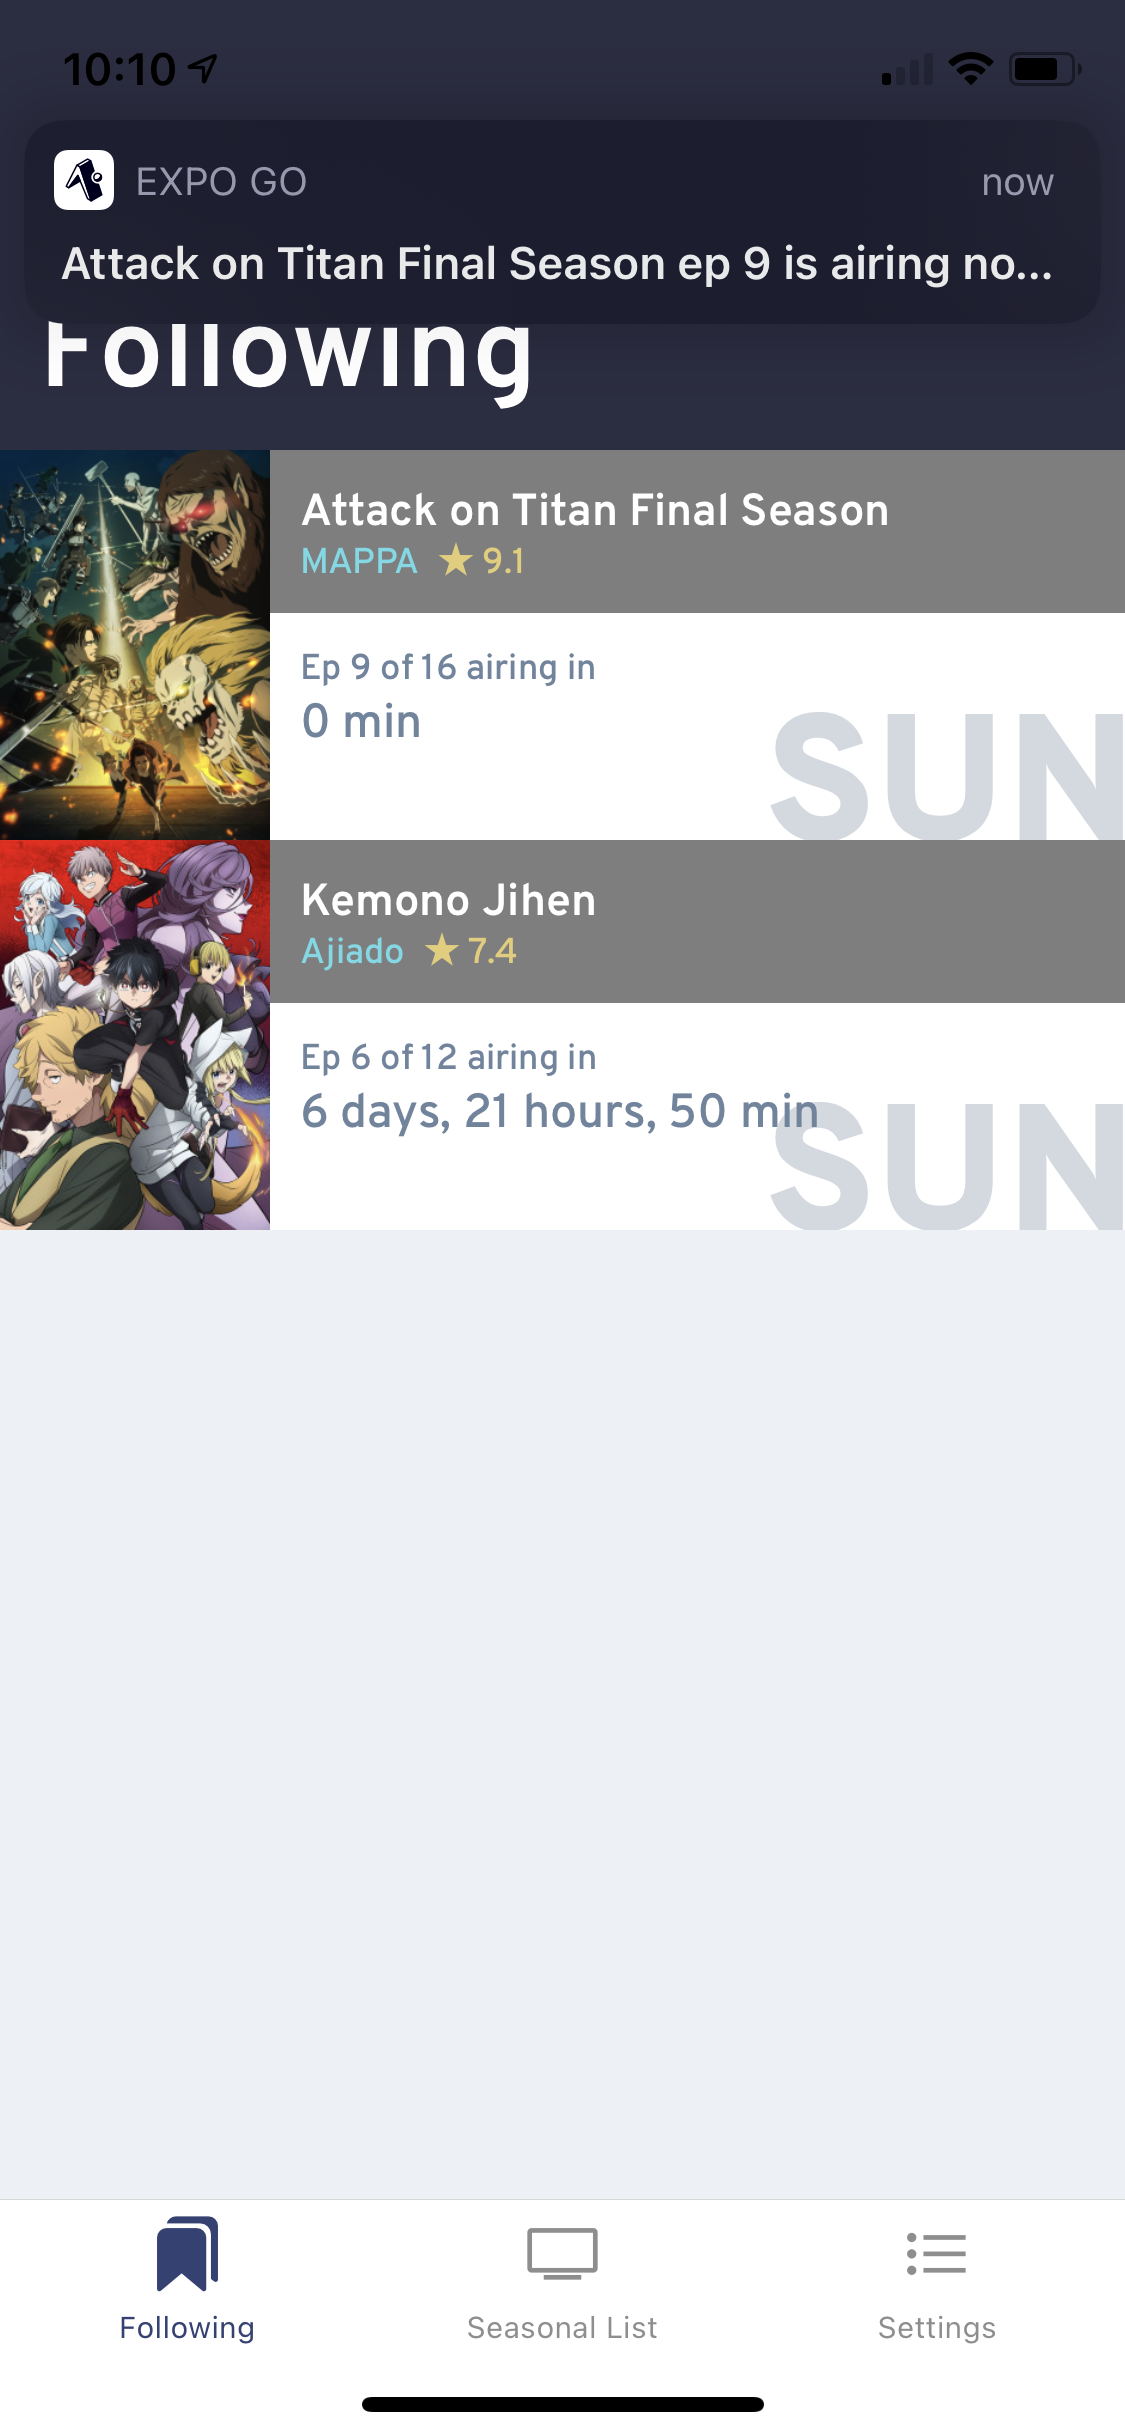 10:10
EXPO GO
now
Attack on Titan Final Season ep 9 is airing no...
Following
Attack on Titan Final Season
MAPPA ★ 9.1
Ep 9 of 16 airing in
0 min
SUN
Kemono Jihen
Ajiado ★ 7.4
Ep 6 of 12 airing in
6 days, 21 hours, 50 min
SUN
Following
Seasonal List
Settings